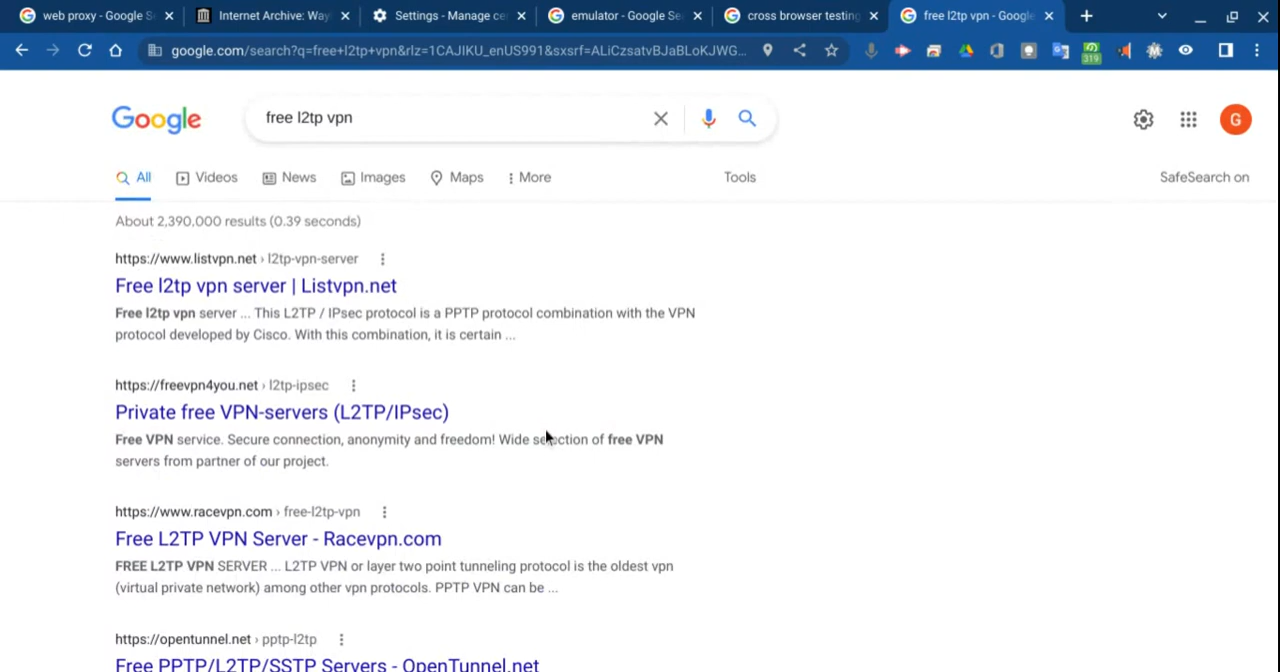 web proxy - Google S
Internet Archive: Way
Settings - Manage ce
emulator - Google Se
cross browser testing
free l2tp vpn - Google
google.com/search?q=free+l2tp+vpn&rlz=1CAJIKU_enUS991&sxsrf=ALiCzsatvBJaBLoKJWG...
319
Google
free l2tp vpn
G
All
Videos
News
Images
Maps
More
Tools
SafeSearch on
About 2,390,000 results (0.39 seconds)
https://www.listvpn.net › l2tp-vpn-server
Free l2tp vpn server | Listvpn.net
Free l2tp vpn server ... This L2TP / IPsec protocol is a PPTP protocol combination with the VPN
protocol developed by Cisco. With this combination, it is certain ...
https://freevpn4you.net › l2tp-ipsec
Private free VPN-servers (L2TP/IPsec)
Free VPN service. Secure connection, anonymity and freedom! Wide selection of free VPN
servers from partner of our project.
https://www.racevpn.com › free-l2tp-vpn
Free L2TP VPN Server - Racevpn.com
FREE L2TP VPN SERVER ... L2TP VPN or layer two point tunneling protocol is the oldest vpn
(virtual private network) among other vpn protocols. PPTP VPN can be ...
https://opentunnel.net › pptp-l2tp
Free PPTP/L2TP/SSTP Servers - OpenTunnel.net